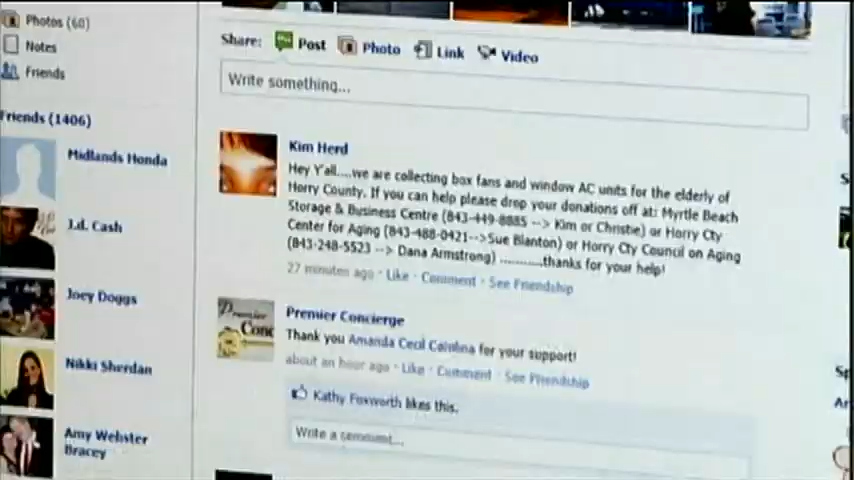 Photos (60)
Notes
Friends
Friends (1406)
Midlands Honda
J.d. Cash
Joey Doggs
Nikki Sherdan
Amy Webster
Bracey
Share: Post Photo Link Video
Write something...
Kim Herd
Hey Y'all....we are collecting box fans and window AC units for the elderly of
Horry County. If you can help please drop your donations off at: Myrtle Beach
Storage & Business Centre (843-449-8885 --> Kim or Christie) or Horry Cty
Center for Aging (843-488-0421-->Sue Blanton) or Horry Cty Council on Aging
(843-248-5523 --> Dana Armstrong) ...........thanks for your help!
27 minutes ago · Like · Comment · See Friendship
Premier Concierge
Premier
Conc
Thank you Amanda Cecil Carolina for your support!
about an hour ago · Like · Comment · See Friendship
Kathy Foxworth likes this.
Write a comment...
S
Sp
Ar